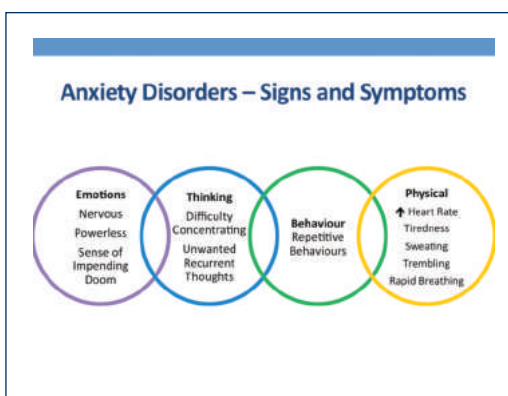 Anxiety Disorders – Signs and Symptoms
Emotions
Nervous
Powerless
Sense of
Impending
Doom
Thinking
Difficulty
Concentrating
Unwanted
Recurrent
Thoughts
Behaviour
Repetitive
Behaviours
Physical
↑ Heart Rate
Tiredness
Sweating
Trembling
Rapid Breathing